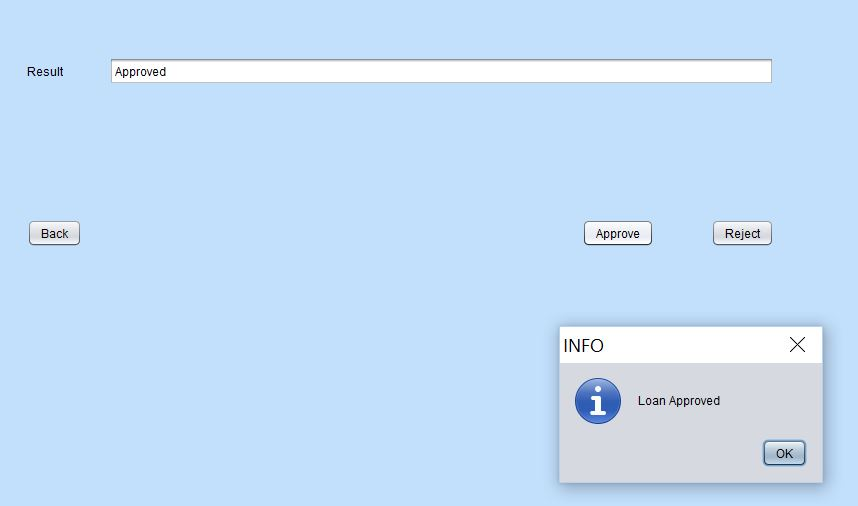 Result Approved
Back Approve Reject
INFO
Loan Approved
OK